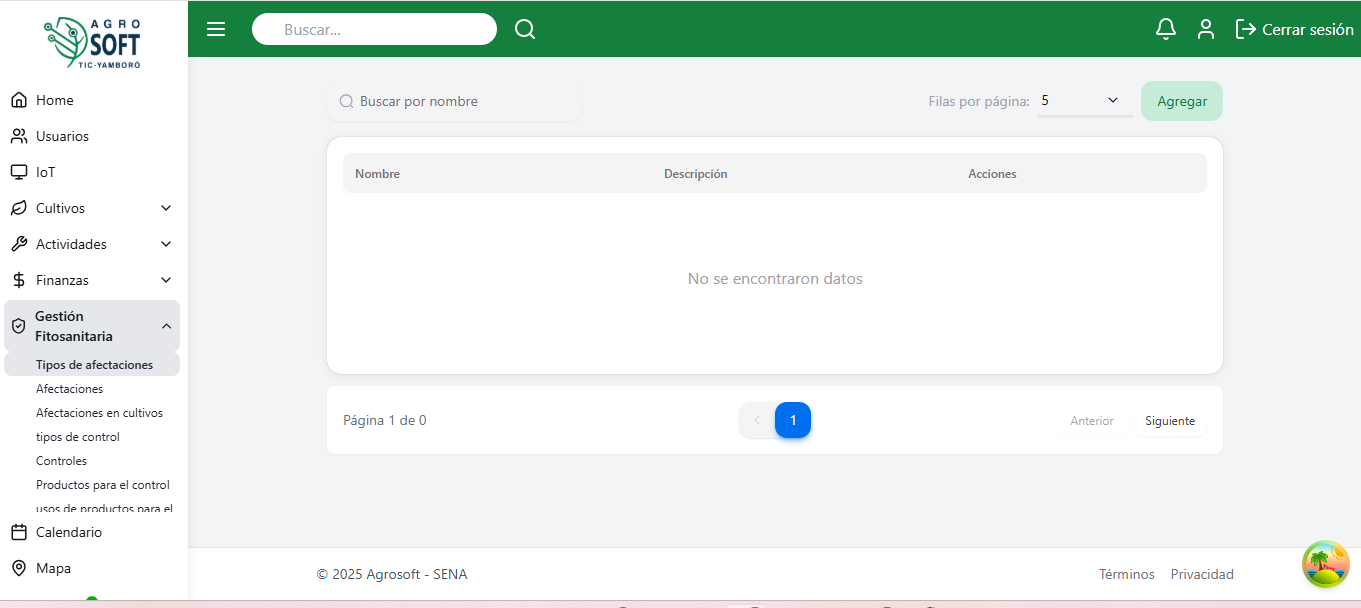 AGRO
SOFT
TIC-YAMBORÓ
Buscar...
Cerrar sesión
Home
Usuarios
IoT
Cultivos
Actividades
Finanzas
Gestión
Fitosanitaria
Tipos de afectaciones
Afectaciones
Afectaciones en cultivos
tipos de control
Controles
Productos para el control
usos de productos para el
Calendario
Mapa
Buscar por nombre
Filas por página: 5
Agregar
Nombre Descripción Acciones
No se encontraron datos
Página 1 de 0
1
Anterior Siguiente
© 2025 Agrosoft - SENA
Términos Privacidad